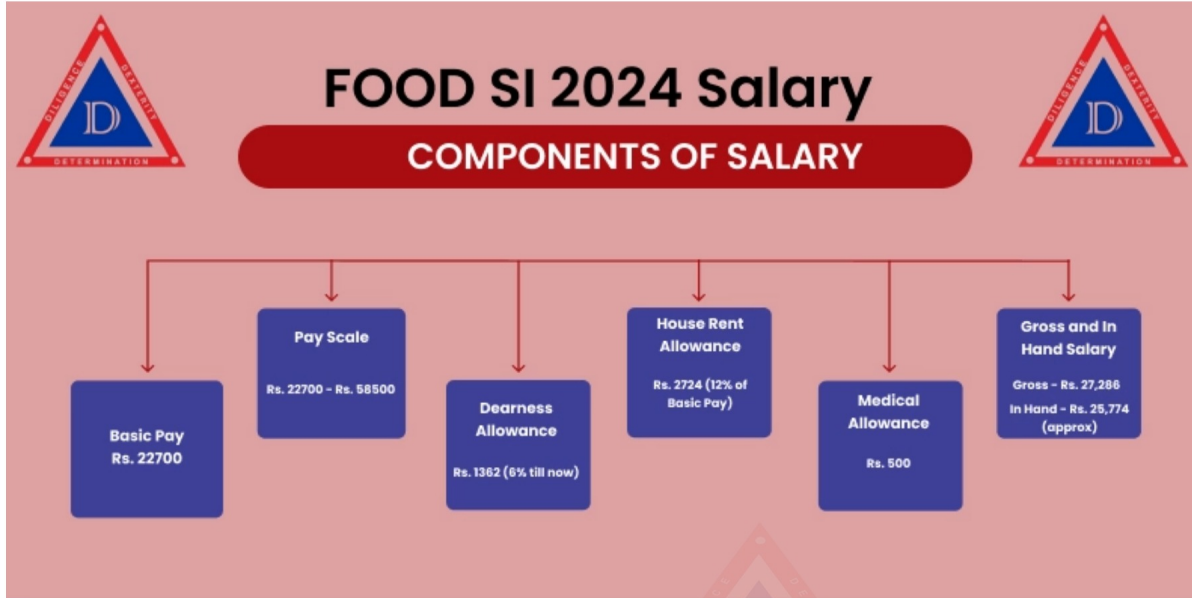 DILIGENCE
DEXTERITY
D
DETERMINATION
FOOD SI 2024 Salary
COMPONENTS OF SALARY
DILIGENCE
DEXTERITY
D
DETERMINATION
Basic Pay
Rs. 22700
Pay Scale
Rs. 22700 - Rs. 58500
Dearness
Allowance
Rs. 1362 (6% till now)
House Rent
Allowance
Rs. 2724 (12% of
Basic Pay)
Medical
Allowance
Rs. 500
Gross and In
Hand Salary
Gross - Rs. 27,286
In Hand - Rs. 25,774
(approx)